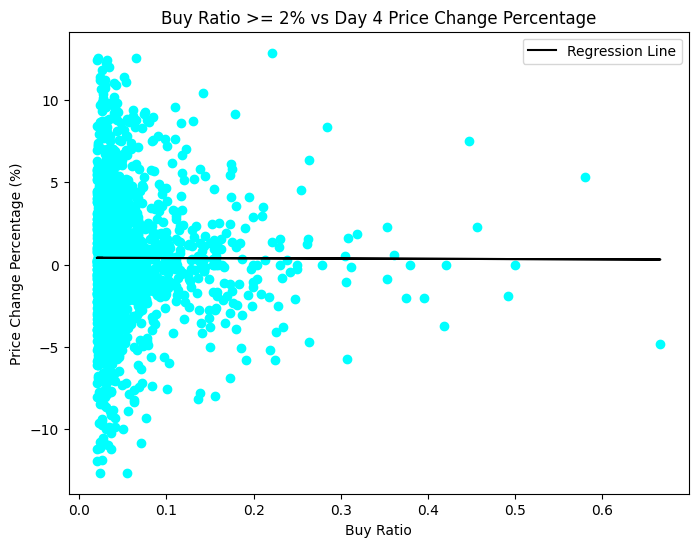 Buy Ratio >= 2% vs Day 4 Price Change Percentage
Regression Line
Price Change Percentage (%)
10
5
0
−5
−10
0.0 0.1 0.2 0.3 0.4 0.5 0.6
Buy Ratio